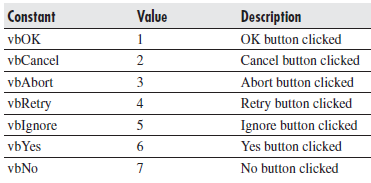 Constant Value Description
vbOK 1 OK button clicked
vbCancel 2 Cancel button clicked
vbAbort 3 Abort button clicked
vbRetry 4 Retry button clicked
vbIgnore 5 Ignore button clicked
vbYes 6 Yes button clicked
vbNo 7 No button clicked